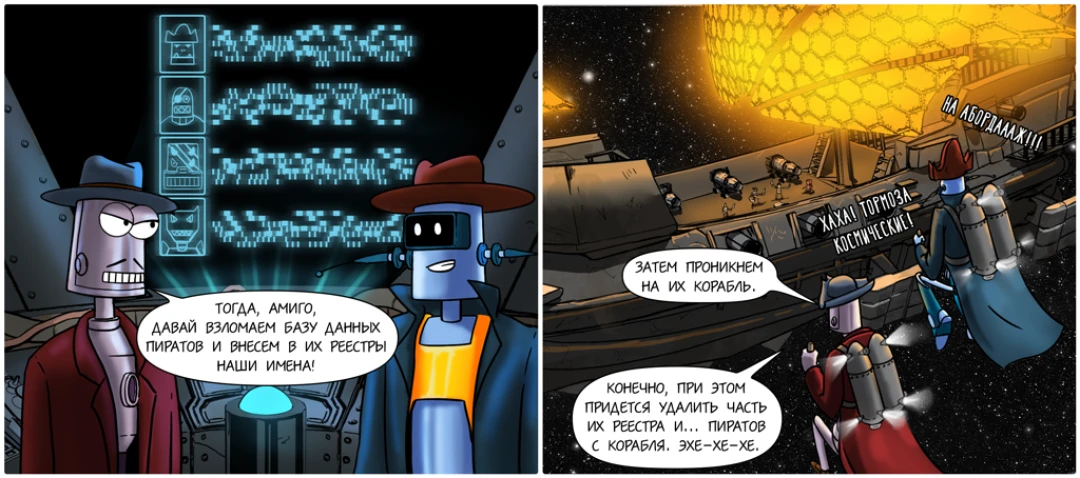 ТОГДА, АМИГО,
ДАВАЙ ВЗЛОМАЕМ БАЗУ ДАННЫХ
ПИРАТОВ И ВНЕСЕМ В ИХ РЕЕСТРЫ
НАШИ ИМЕНА!
НА АБОРДАААЖ!!!
ХАХА! ТОРМОЗА
КОСМИЧЕСКИЕ!
ЗАТЕМ ПРОНИКНЕМ
НА ИХ КОРАБЛЬ.
КОНЕЧНО, ПРИ ЭТОМ
ПРИДЕТСЯ УДАЛИТЬ ЧАСТЬ
ИХ РЕЕСТРА И... ПИРАТОВ
С КОРАБЛЯ. ЭХЕ-ХЕ-ХЕ.